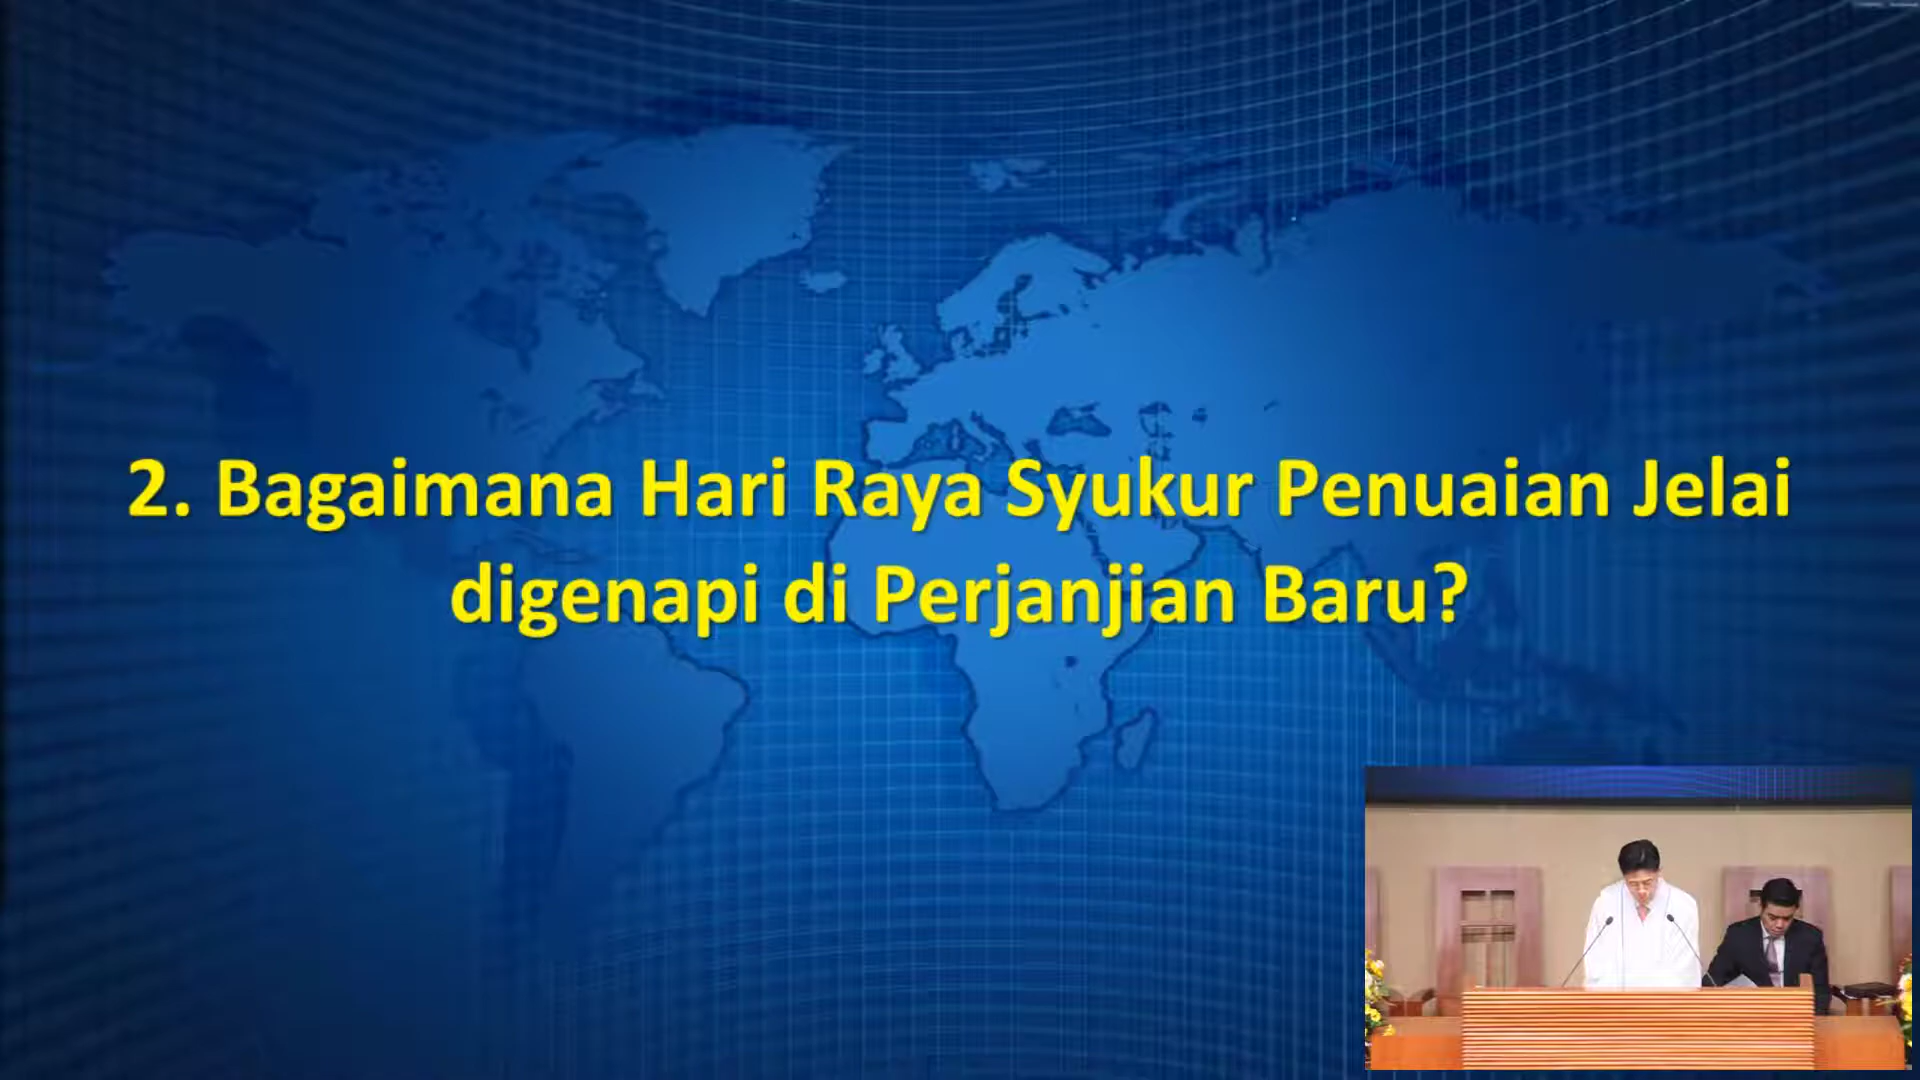 2. Bagaimana Hari Raya Syukur Penuaian Jelai
digenapi di Perjanjian Baru?